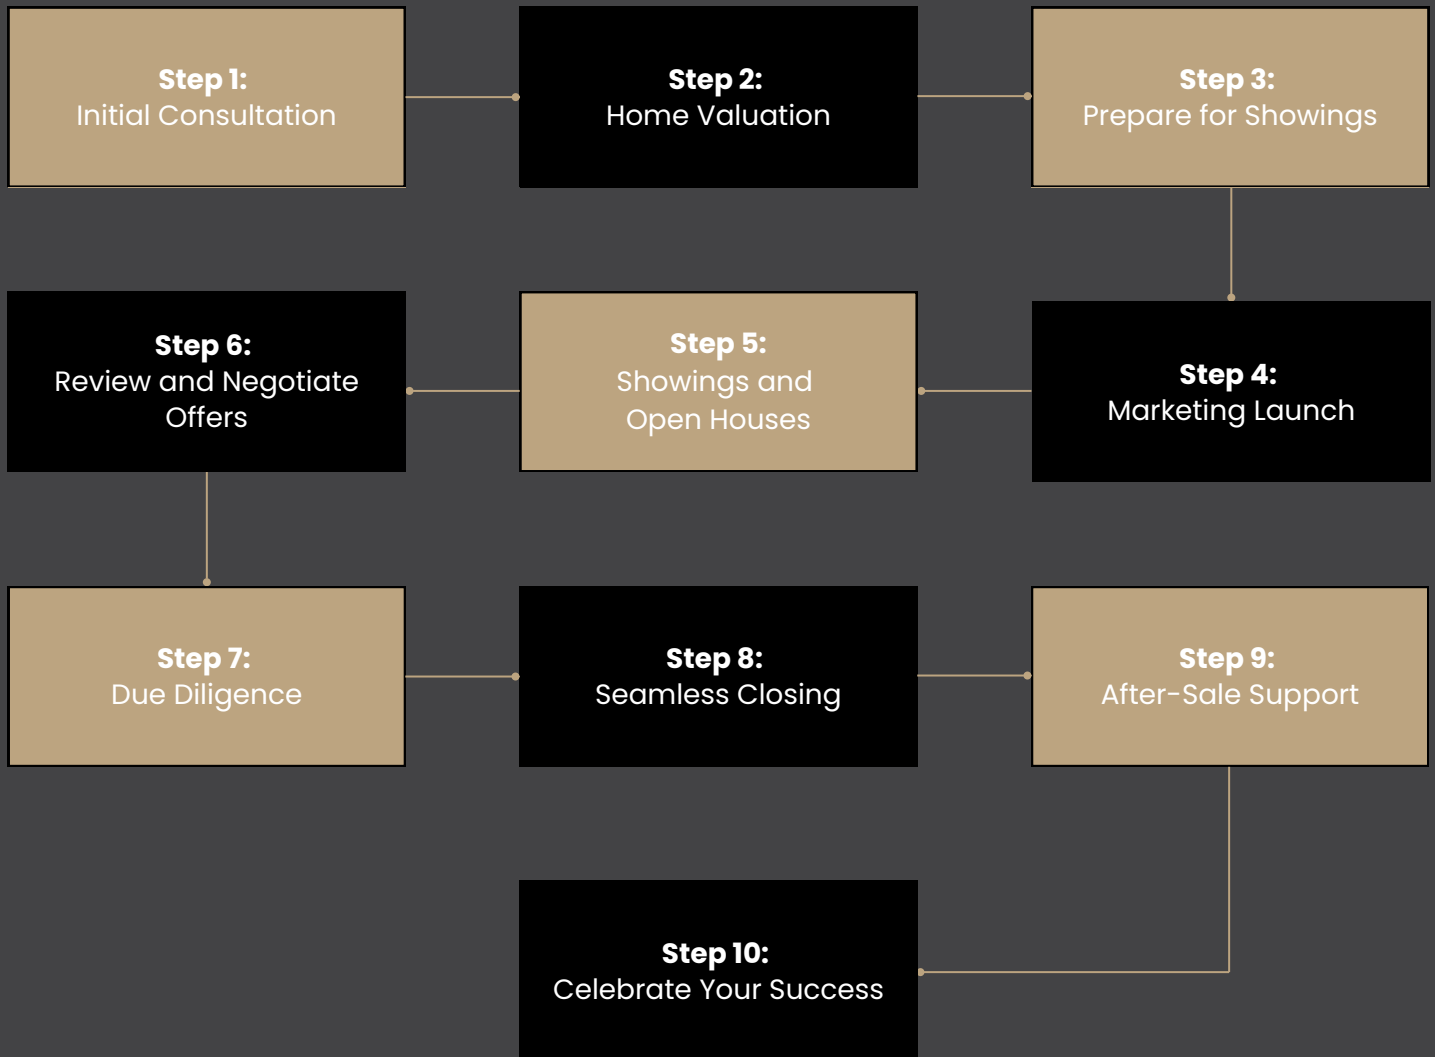 Step 1:
Initial Consultation
Step 2:
Home Valuation
Step 3:
Prepare for Showings
Step 4:
Marketing Launch
Step 5:
Showings and
Open Houses
Step 6:
Review and Negotiate
Offers
Step 7:
Due Diligence
Step 8:
Seamless Closing
Step 9:
After-Sale Support
Step 10:
Celebrate Your Success